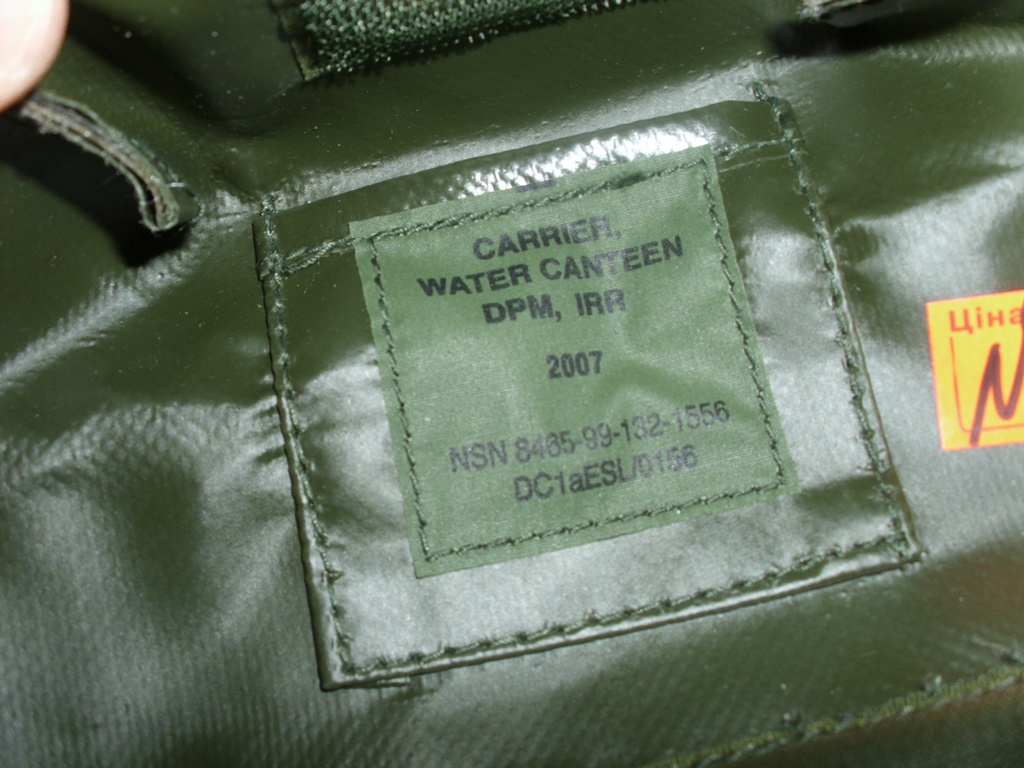 CARRIER,
WATER CANTEEN
DPM, IRR
2007
NSN 8465-99-132-1556
DC1aESL/0156
Ціна